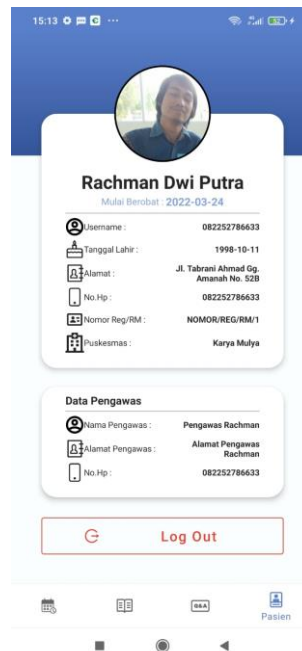 15:13
Rachman Dwi Putra
Mulai Berobat : 2022-03-24
Username : 082252786633
Tanggal Lahir : 1998-10-11
Alamat : Jl. Tabrani Ahmad Gg.
Amanah No. 52B
No.Hp : 082252786633
Nomor Reg/RM : NOMOR/REG/RM/1
Puskesmas : Karya Mulya
Data Pengawas
Nama Pengawas : Pengawas Rachman
Alamat Pengawas : Alamat Pengawas
Rachman
No.Hp : 082252786633
Log Out
Q&A
Pasien